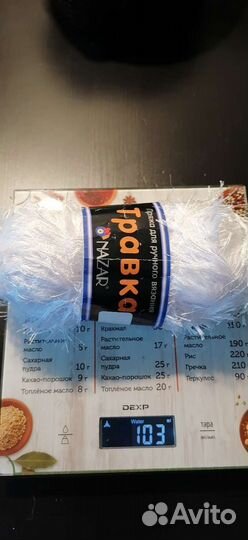 Пряжа для ручного вязания
Травка
NAZAR
10 г
Крахмал
Растительное масло
5 г
Растительное масло
17 г
масло
190
Сахарная пудра
10 г
Сахарная пудра
25 г
Рис
220
Какао-порошок
9 г
Какао-порошок
25 г
Гречка
210
Топлёное масло
8 г
Топлёное масло
20 г
Геркулес
90
DEXP
Water
103
тара
Avito